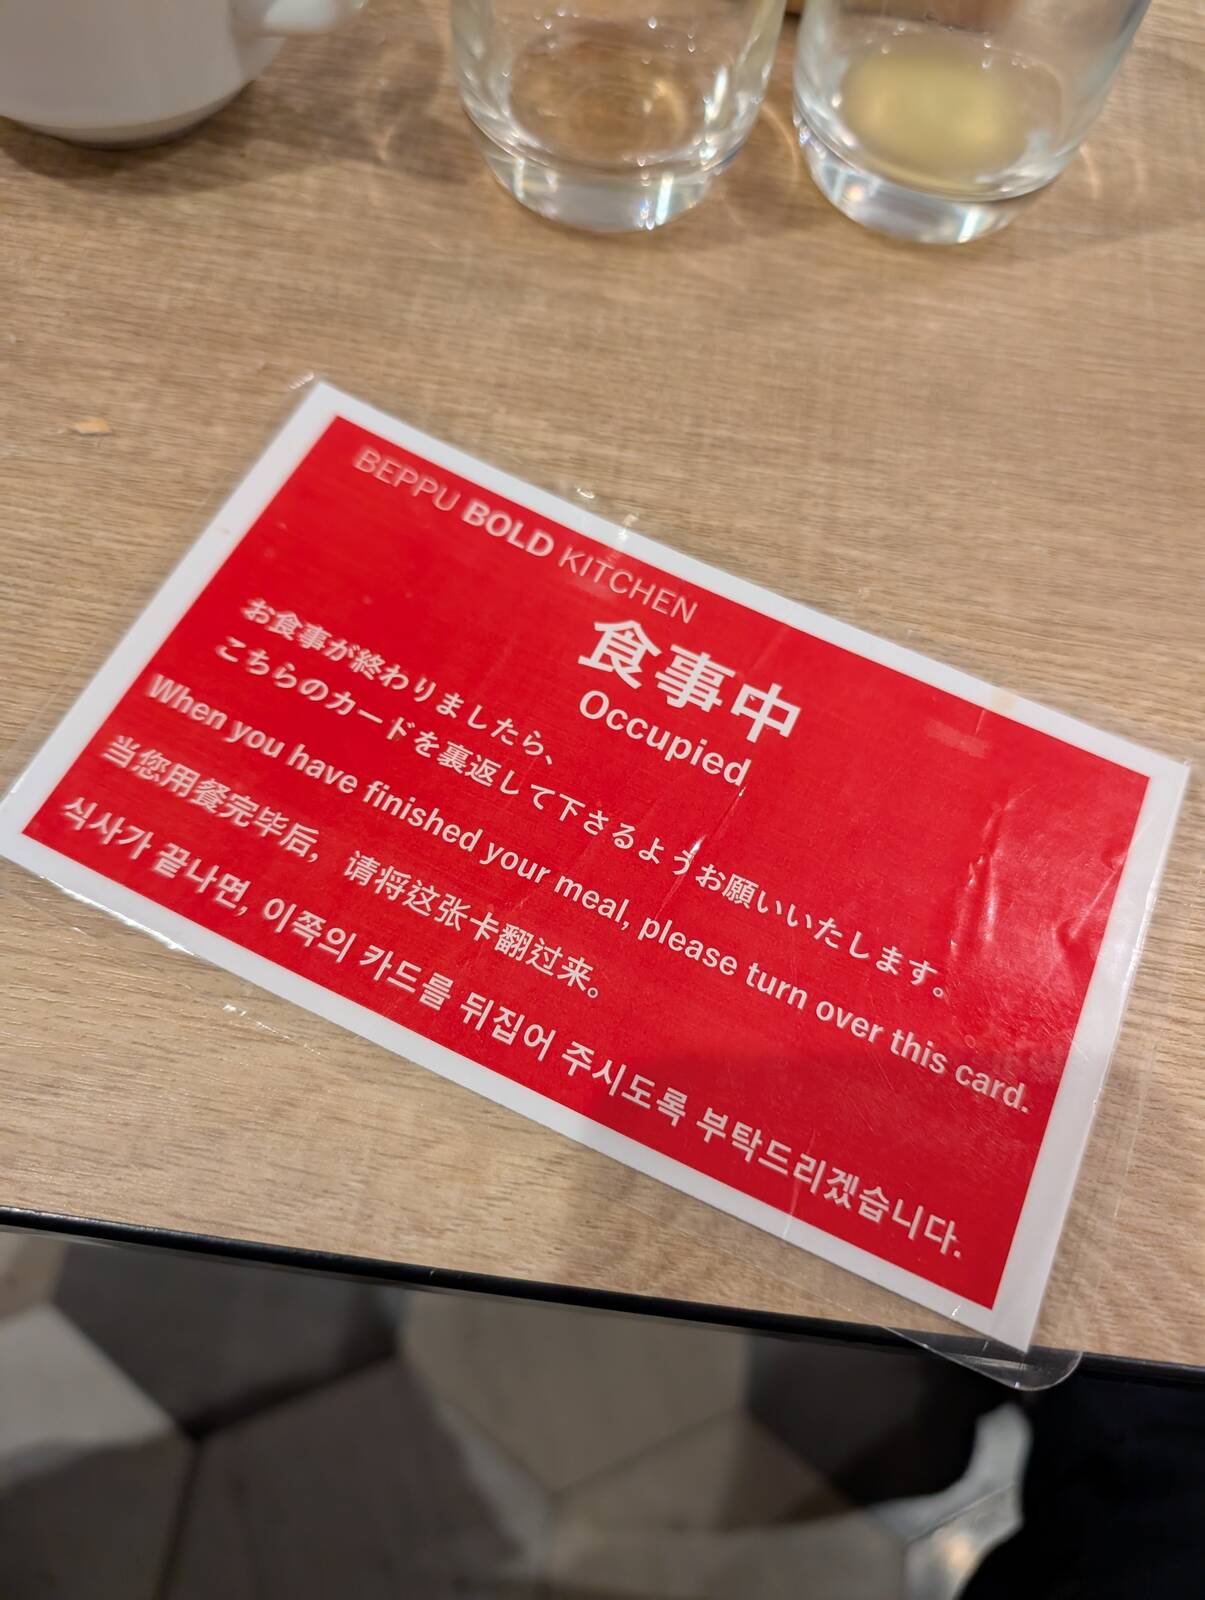 BEPPU BOLD KITCHEN
食事中
Occupied
お食事が終わりましたら、
こちらのカードを裏返して下さるようお願いいたします。
When you have finished your meal, please turn over this card.
当您用餐完毕后，请将这张卡翻过来。
식사가 끝나면, 이쪽의 카드를 뒤집어 주시도록 부탁드리겠습니다.